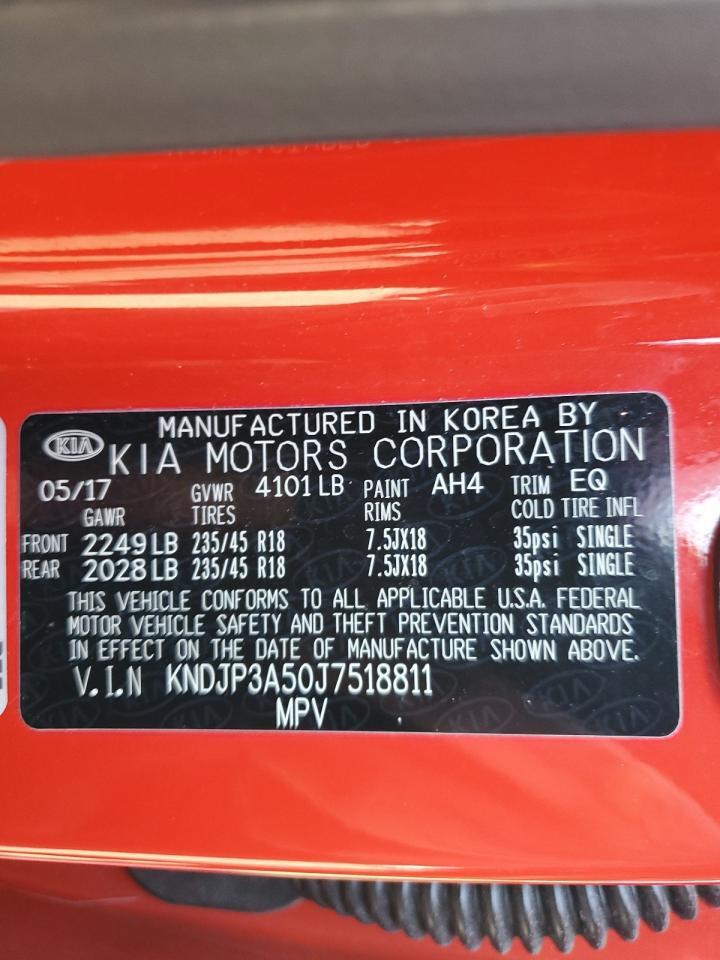 MANUFACTURED IN KOREA BY
KIA KIA MOTORS CORPORATION
05/17 GVWR 4101 LB PAINT AH4 TRIM EQ
GAWR TIRES RIMS COLD TIRE INFL
FRONT 2249 LB 235/45 R18 7.5JX18 35psi SINGLE
REAR 2028 LB 235/45 R18 7.5JX18 35psi SINGLE
THIS VEHICLE CONFORMS TO ALL APPLICABLE U.S.A. FEDERAL
MOTOR VEHICLE SAFETY AND THEFT PREVENTION STANDARDS
IN EFFECT ON THE DATE OF MANUFACTURE SHOWN ABOVE.
V.I.N KNDJP3A50J7518811
MPV